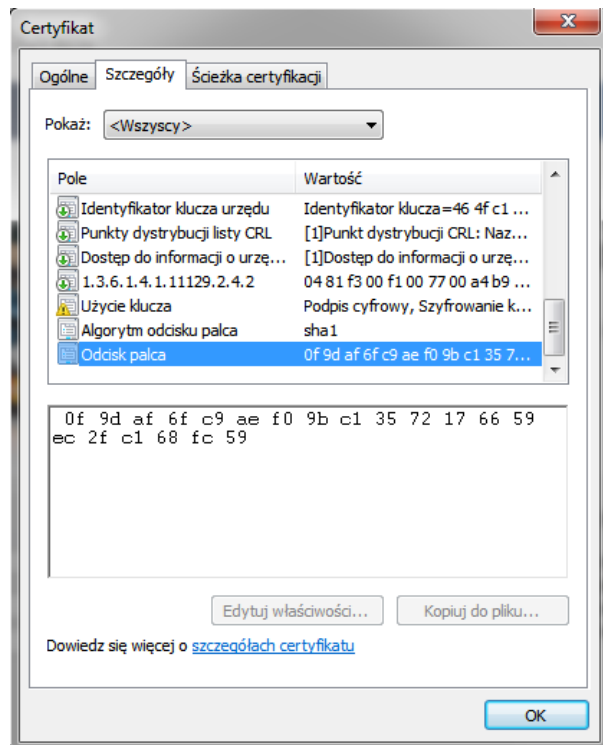 Certyfikat
Ogólne Szczegóły Ścieżka certyfikacji
Pokaż: <Wszyscy>
Pole Wartość
Identyfikator klucza urzędu Identyfikator klucza=46 4f c1 ...
Punkty dystrybucji listy CRL [1]Punkt dystrybucji CRL: Naz...
Dostęp do informacji o urzę... [1]Dostęp do informacji o urzę...
1.3.6.1.4.1.11129.2.4.2 04 81 f3 00 f1 00 77 00 a4 b9 ...
Użycie klucza Podpis cyfrowy, Szyfrowanie k...
Algorytm odcisku palca sha1
Odcisk palca 0f 9d af 6f c9 ae f0 9b c1 35 7...
0f 9d af 6f c9 ae f0 9b c1 35 72 17 66 59
ec 2f c1 68 fc 59
Edytuj właściwości... Kopiuj do pliku...
Dowiedz się więcej o szczegółach certyfikatu
OK